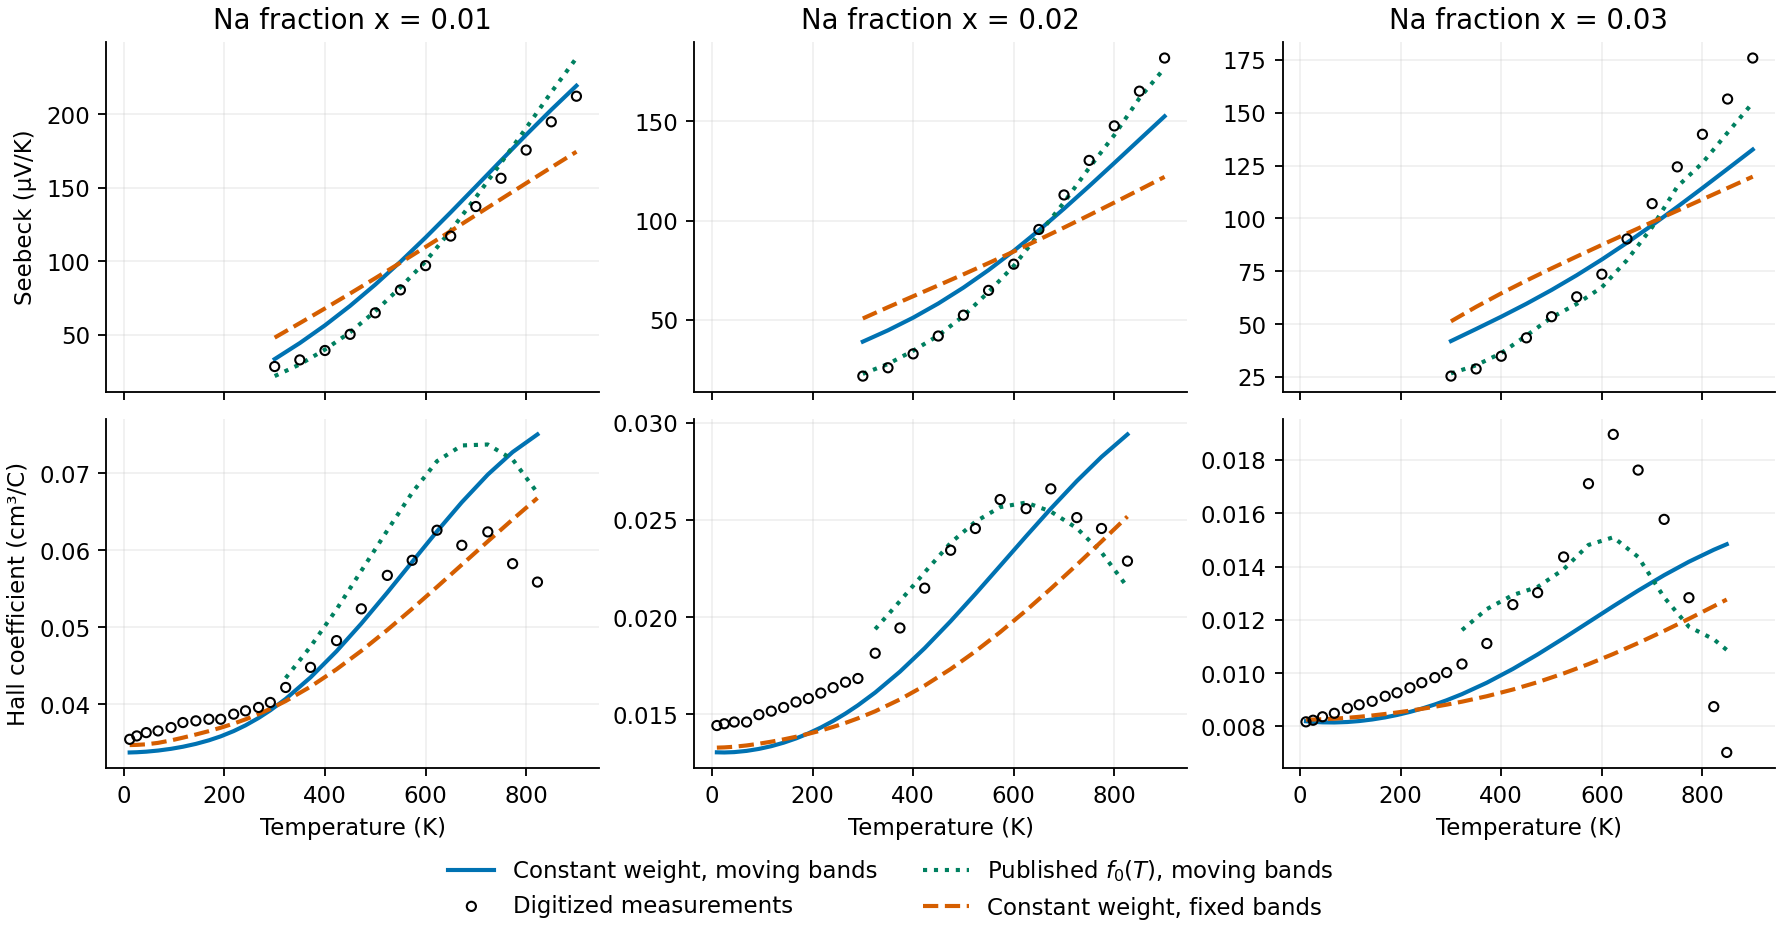 Na fraction x = 0.01
Na fraction x = 0.02
Na fraction x = 0.03
Seebeck (μV/K)
200
150
100
50
150
100
50
175
150
125
100
75
50
25
Hall coefficient (cm³/C)
0.07
0.06
0.05
0.04
0.030
0.025
0.020
0.015
0.018
0.016
0.014
0.012
0.010
0.008
0 200 400 600 800
0 200 400 600 800
0 200 400 600 800
Temperature (K)
Temperature (K)
Temperature (K)
Constant weight, moving bands
Digitized measurements
Published f₀(T), moving bands
Constant weight, fixed bands